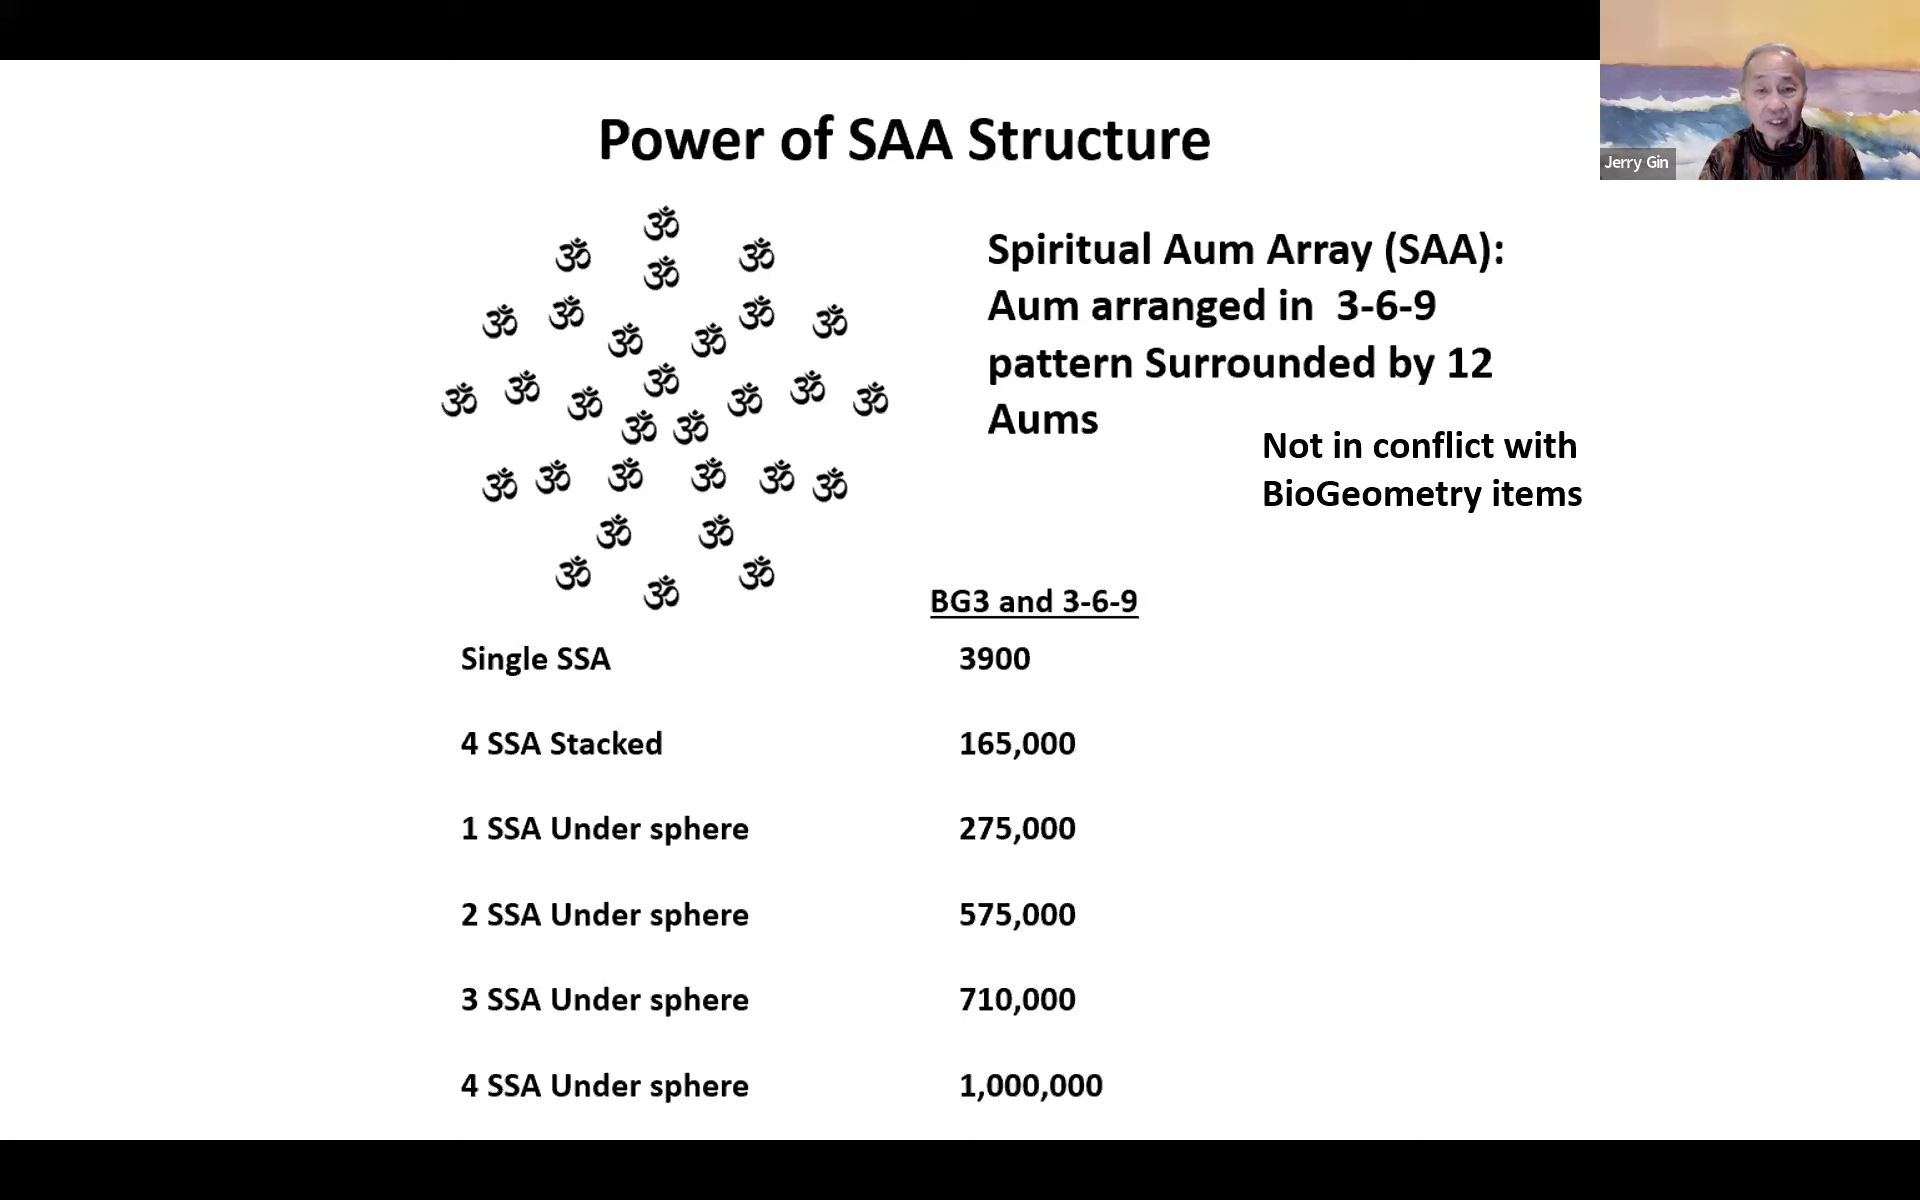 Power of SAA Structure
Jerry Gin
ॐ
ॐ ॐ
ॐ
ॐ ॐ ॐ ॐ
ॐ ॐ
ॐ
ॐ ॐ ॐ ॐ ॐ ॐ
ॐ ॐ
ॐ ॐ ॐ ॐ ॐ ॐ
ॐ ॐ
ॐ ॐ
ॐ
Spiritual Aum Array (SAA):
Aum arranged in 3-6-9
pattern Surrounded by 12
Aums
Not in conflict with
BioGeometry items
BG3 and 3-6-9
Single SSA 3900
4 SSA Stacked 165,000
1 SSA Under sphere 275,000
2 SSA Under sphere 575,000
3 SSA Under sphere 710,000
4 SSA Under sphere 1,000,000